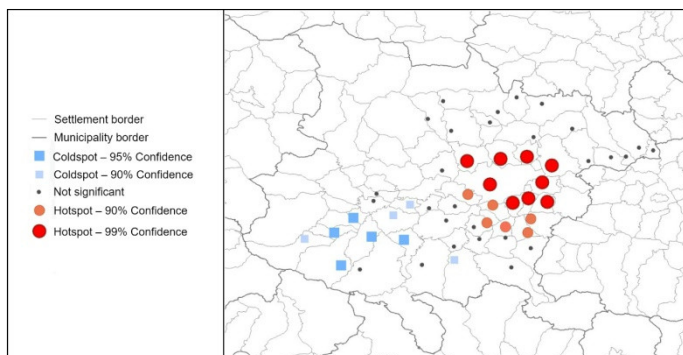 Settlement border
Municipality border
Coldspot – 95% Confidence
Coldspot – 90% Confidence
Not significant
Hotspot – 90% Confidence
Hotspot – 99% Confidence